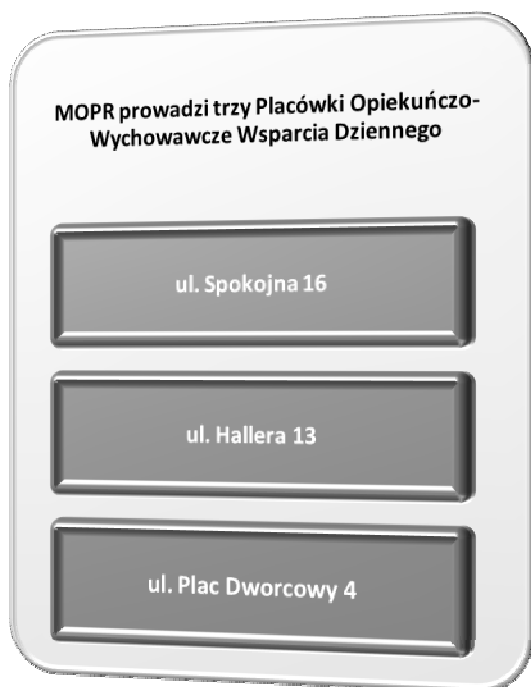 MOPR prowadzi trzy Placówki Opiekuńczo-
Wychowawcze Wsparcia Dziennego
ul. Spokojna 16
ul. Hallera 13
ul. Plac Dworcowy 4